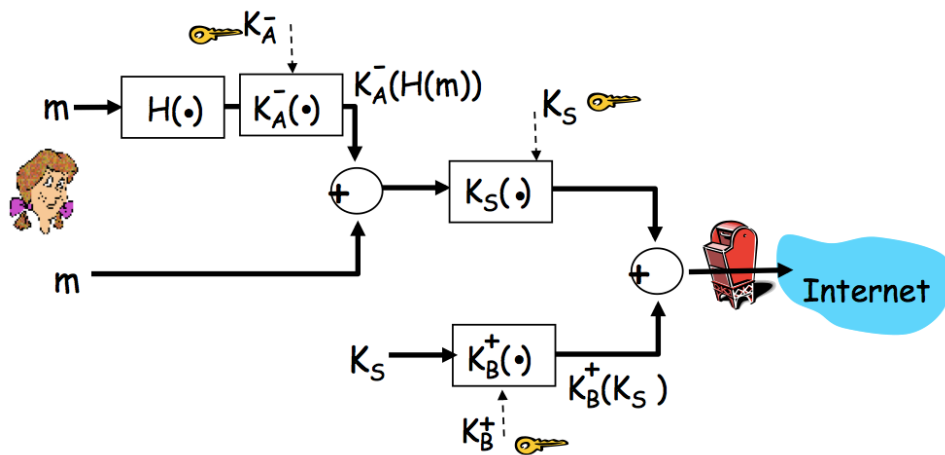 K_A^-
m
H(•)
K_A^-(•)
K_A^-(H(m))
+
m
K_S
K_S(•)
+
Internet
K_S
K_B^+(•)
K_B^+(K_S)
K_B^+